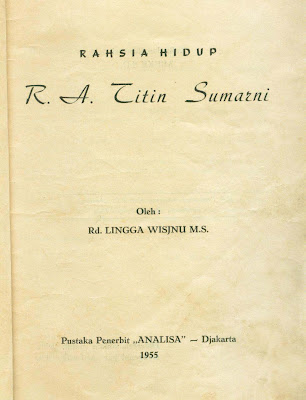 RAHSIA HIDUP
R. A. Titin Sumarni
Oleh :
Rd. LINGGA WISJNU M.S.
Pustaka Penerbit „ANALISA" — Djakarta
1955